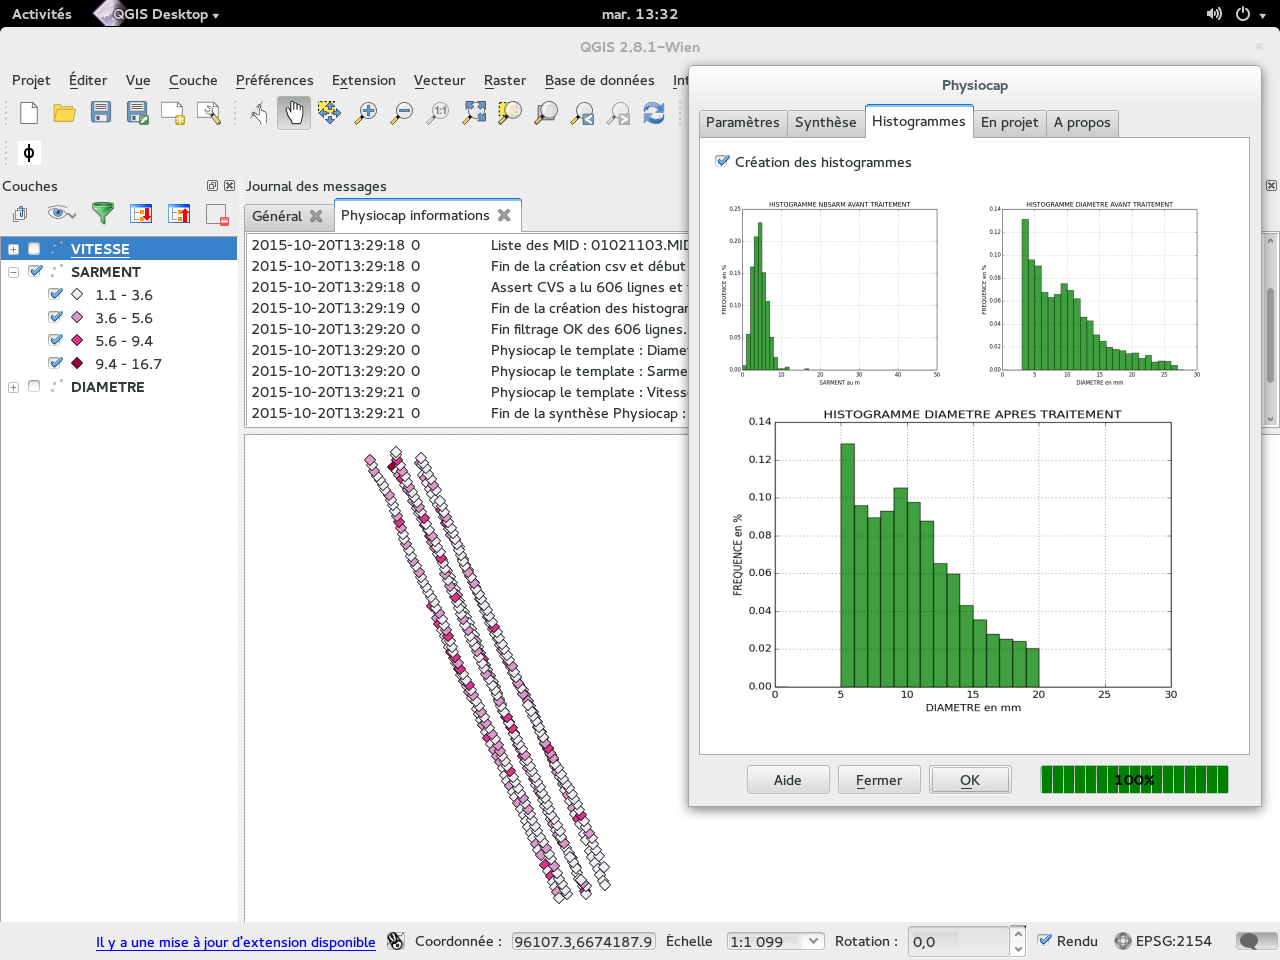 Activités
QGIS Desktop
mar. 13:32
QGIS 2.8.1-Wien
Projet Éditer Vue Couche Préférences Extension Vecteur Raster Base de données Int
Physiocap
Paramètres Synthèse Histogrammes En projet A propos
Création des histogrammes
ϕ
Couches
VITESSE
SARMENT
1.1 - 3.6
3.6 - 5.6
5.6 - 9.4
9.4 - 16.7
DIAMETRE
Journal des messages
Général
Physiocap informations
2015-10-20T13:29:18 0 Liste des MID : 01021103.MID
2015-10-20T13:29:18 0 Fin de la création csv et début
2015-10-20T13:29:18 0 Assert CVS a lu 606 lignes et
2015-10-20T13:29:19 0 Fin de la création des histogra
2015-10-20T13:29:20 0 Fin filtrage OK des 606 lignes.
2015-10-20T13:29:20 0 Physiocap le template : Diame
2015-10-20T13:29:20 0 Physiocap le template : Sarme
2015-10-20T13:29:21 0 Physiocap le template : Vitess
2015-10-20T13:29:21 0 Fin de la synthèse Physiocap :
HISTOGRAMME NBSARM AVANT TRAITEMENT
FREQUENCE en %
0.25
0.20
0.15
0.10
0.05
0.00
0 10 20 30 40 50
SARMENT au m
HISTOGRAMME DIAMETRE AVANT TRAITEMENT
FREQUENCE en %
0.14
0.12
0.10
0.08
0.06
0.04
0.02
0.00
0 5 10 15 20 25 30
DIAMETRE en mm
HISTOGRAMME DIAMETRE APRES TRAITEMENT
FREQUENCE en %
0.14
0.12
0.10
0.08
0.06
0.04
0.02
0.00
0 5 10 15 20 25 30
DIAMETRE en mm
Aide Fermer OK 100%
Il y a une mise à jour d'extension disponible
Coordonnée : 96107.3,6674187.9 Échelle 1:1 099 Rotation : 0,0 Rendu EPSG:2154